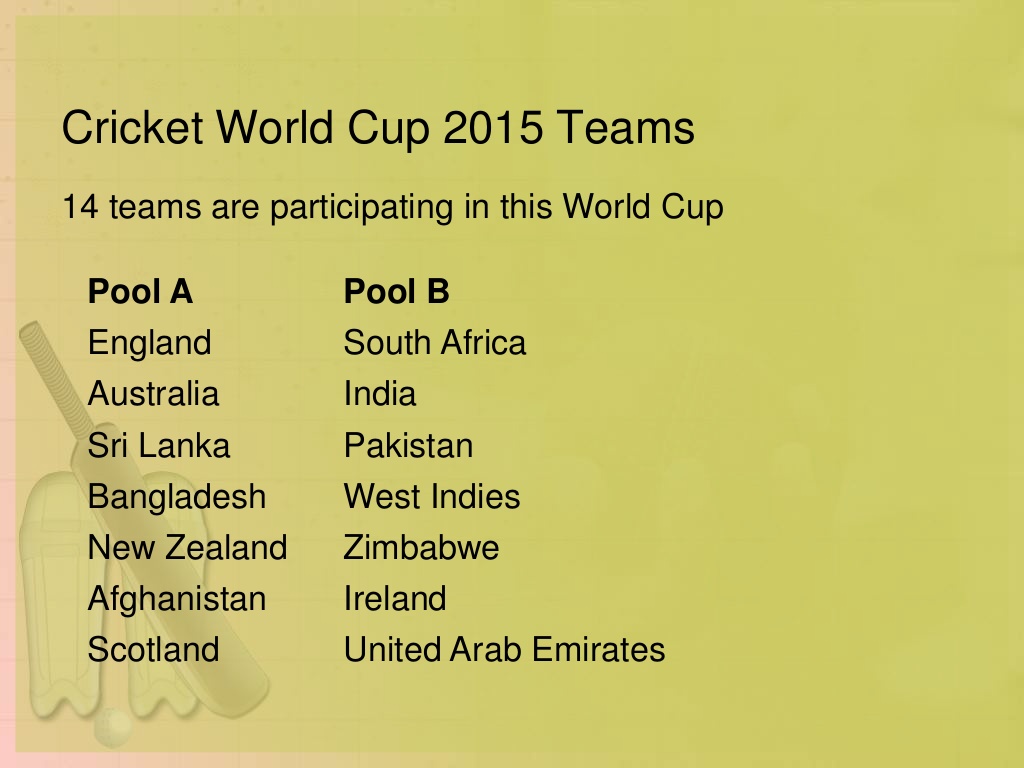 Cricket World Cup 2015 Teams
14 teams are participating in this World Cup
Pool A Pool B
England South Africa
Australia India
Sri Lanka Pakistan
Bangladesh West Indies
New Zealand Zimbabwe
Afghanistan Ireland
Scotland United Arab Emirates